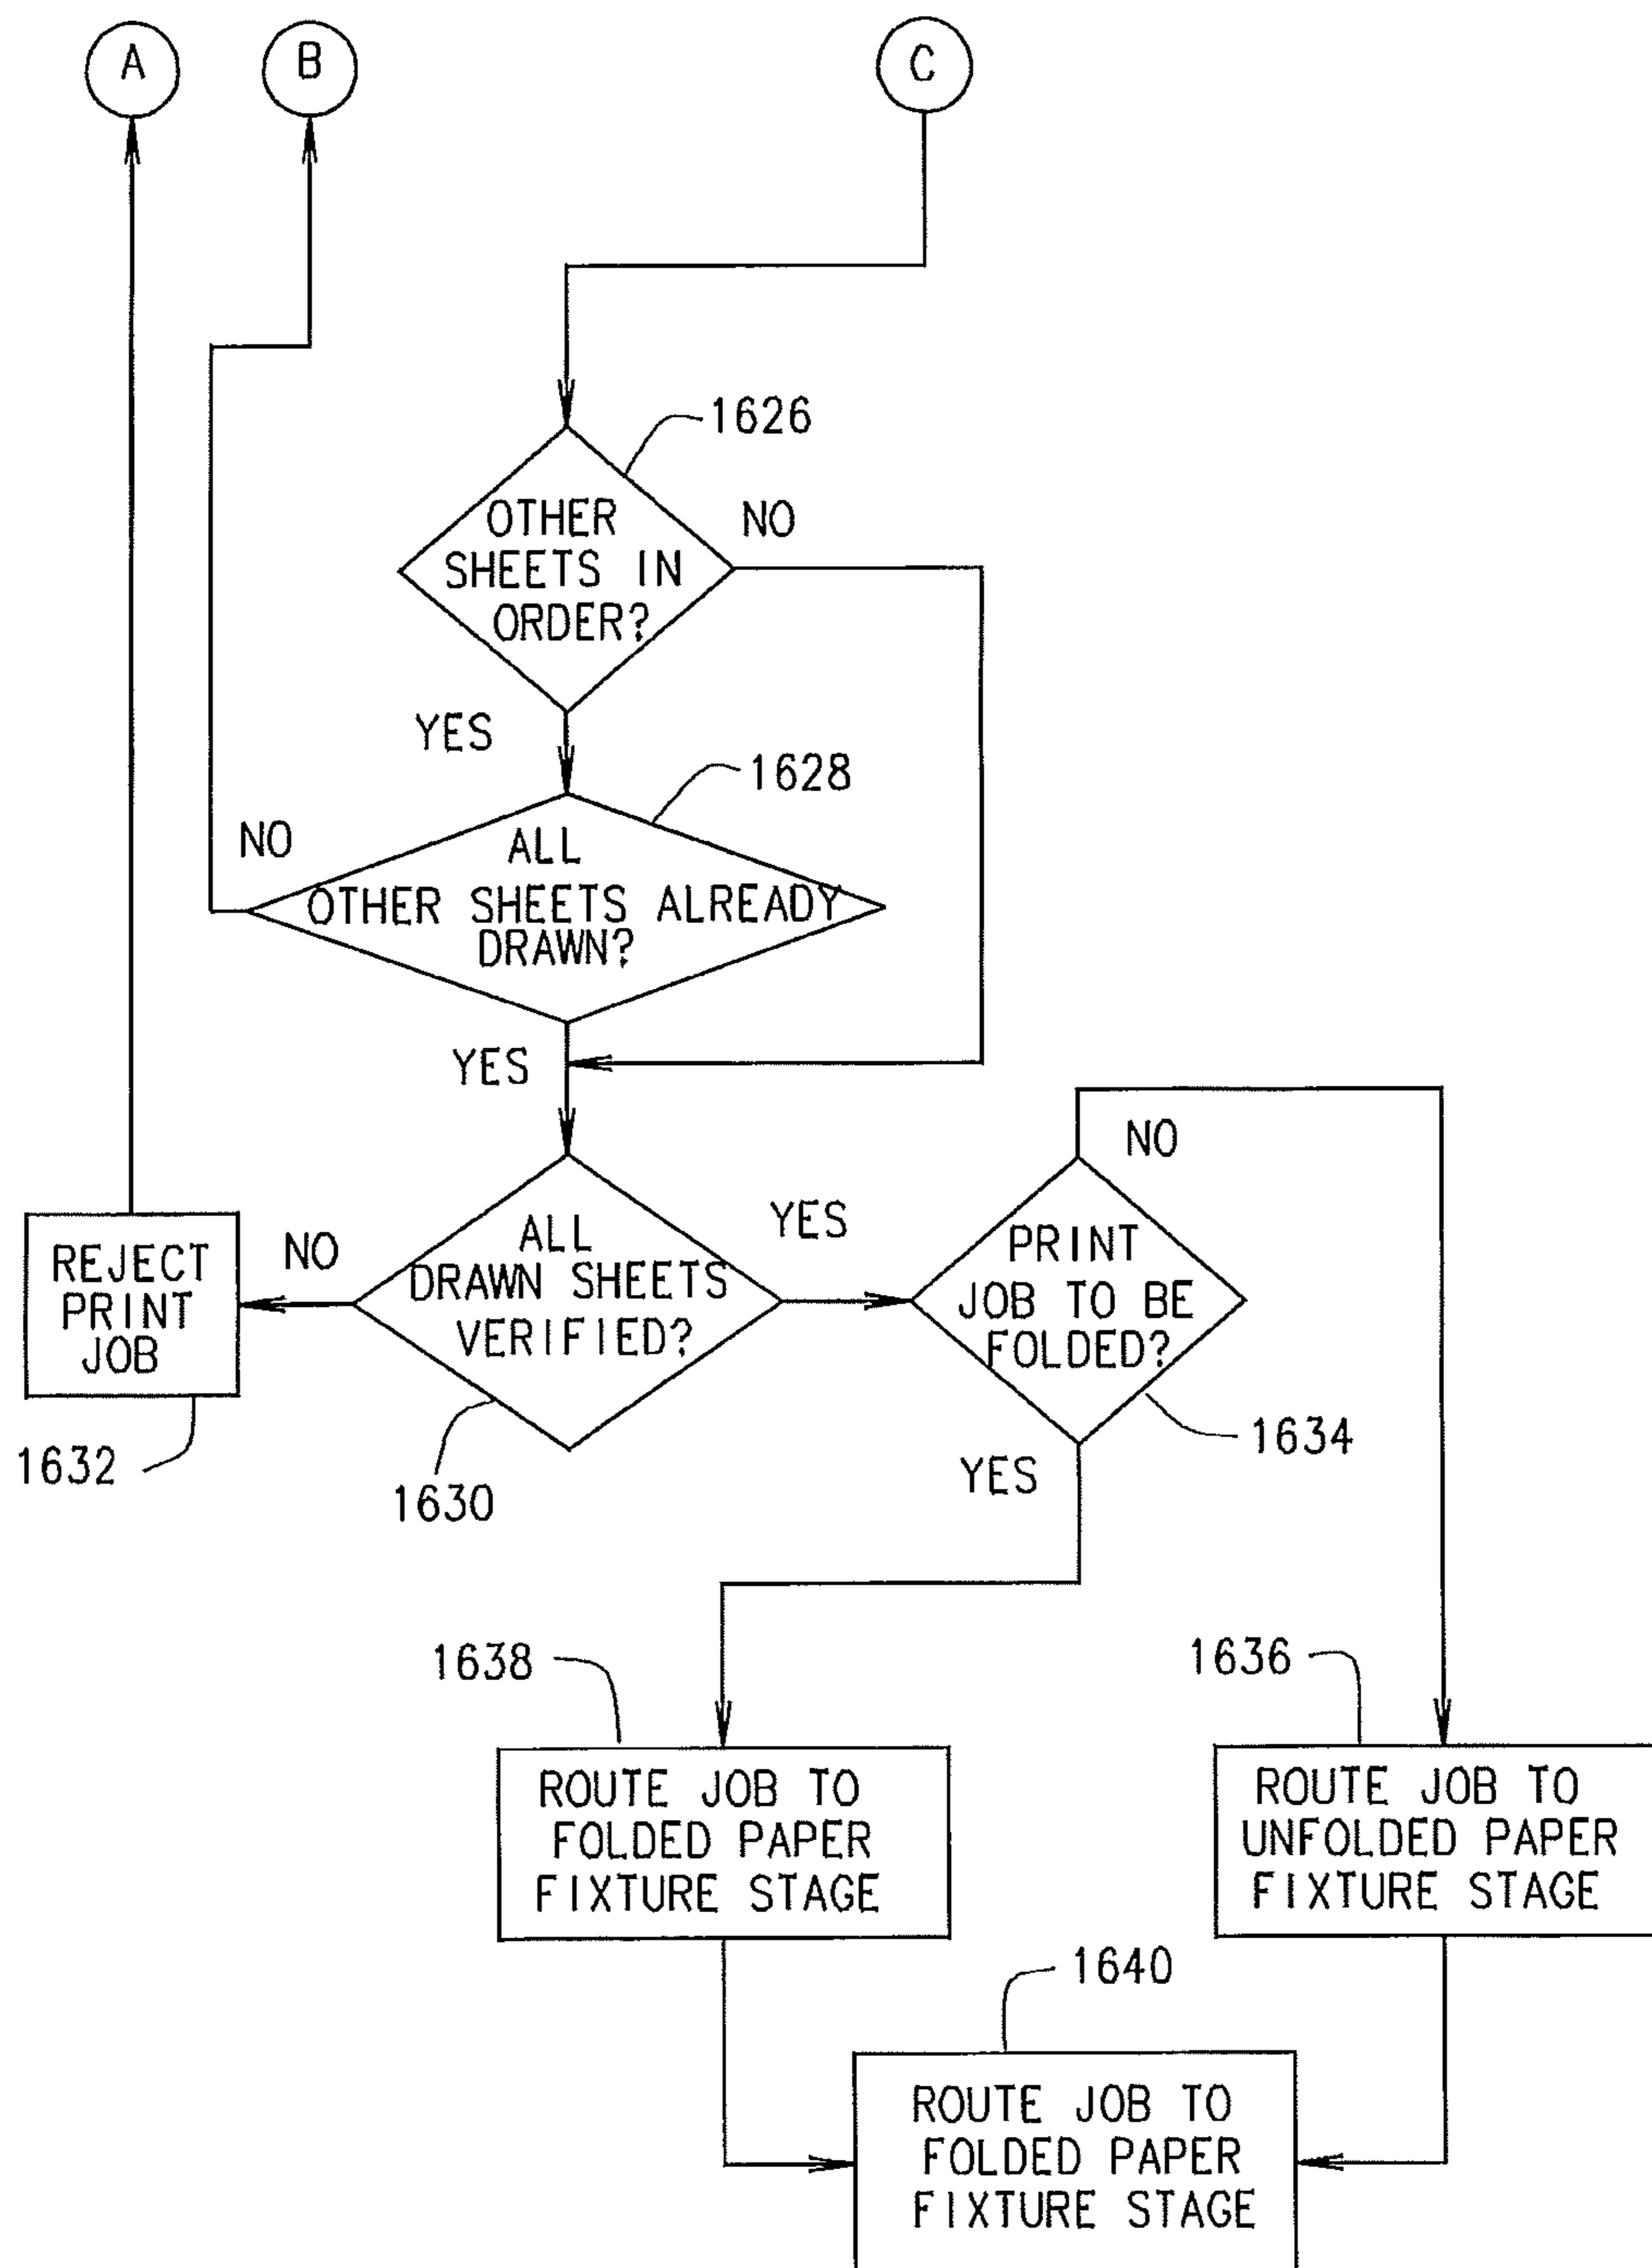 A
B
C
1626
OTHER
SHEETS IN
ORDER?
NO
YES
1628
NO
ALL
OTHER SHEETS ALREADY
DRAWN?
YES
NO
YES
ALL
DRAWN SHEETS
VERIFIED?
NO
REJECT
PRINT
JOB
PRINT
JOB TO BE
FOLDED?
1632
1630
1634
YES
1638
1636
ROUTE JOB TO
FOLDED PAPER
FIXTURE STAGE
ROUTE JOB TO
UNFOLDED PAPER
FIXTURE STAGE
1640
ROUTE JOB TO
FOLDED PAPER
FIXTURE STAGE